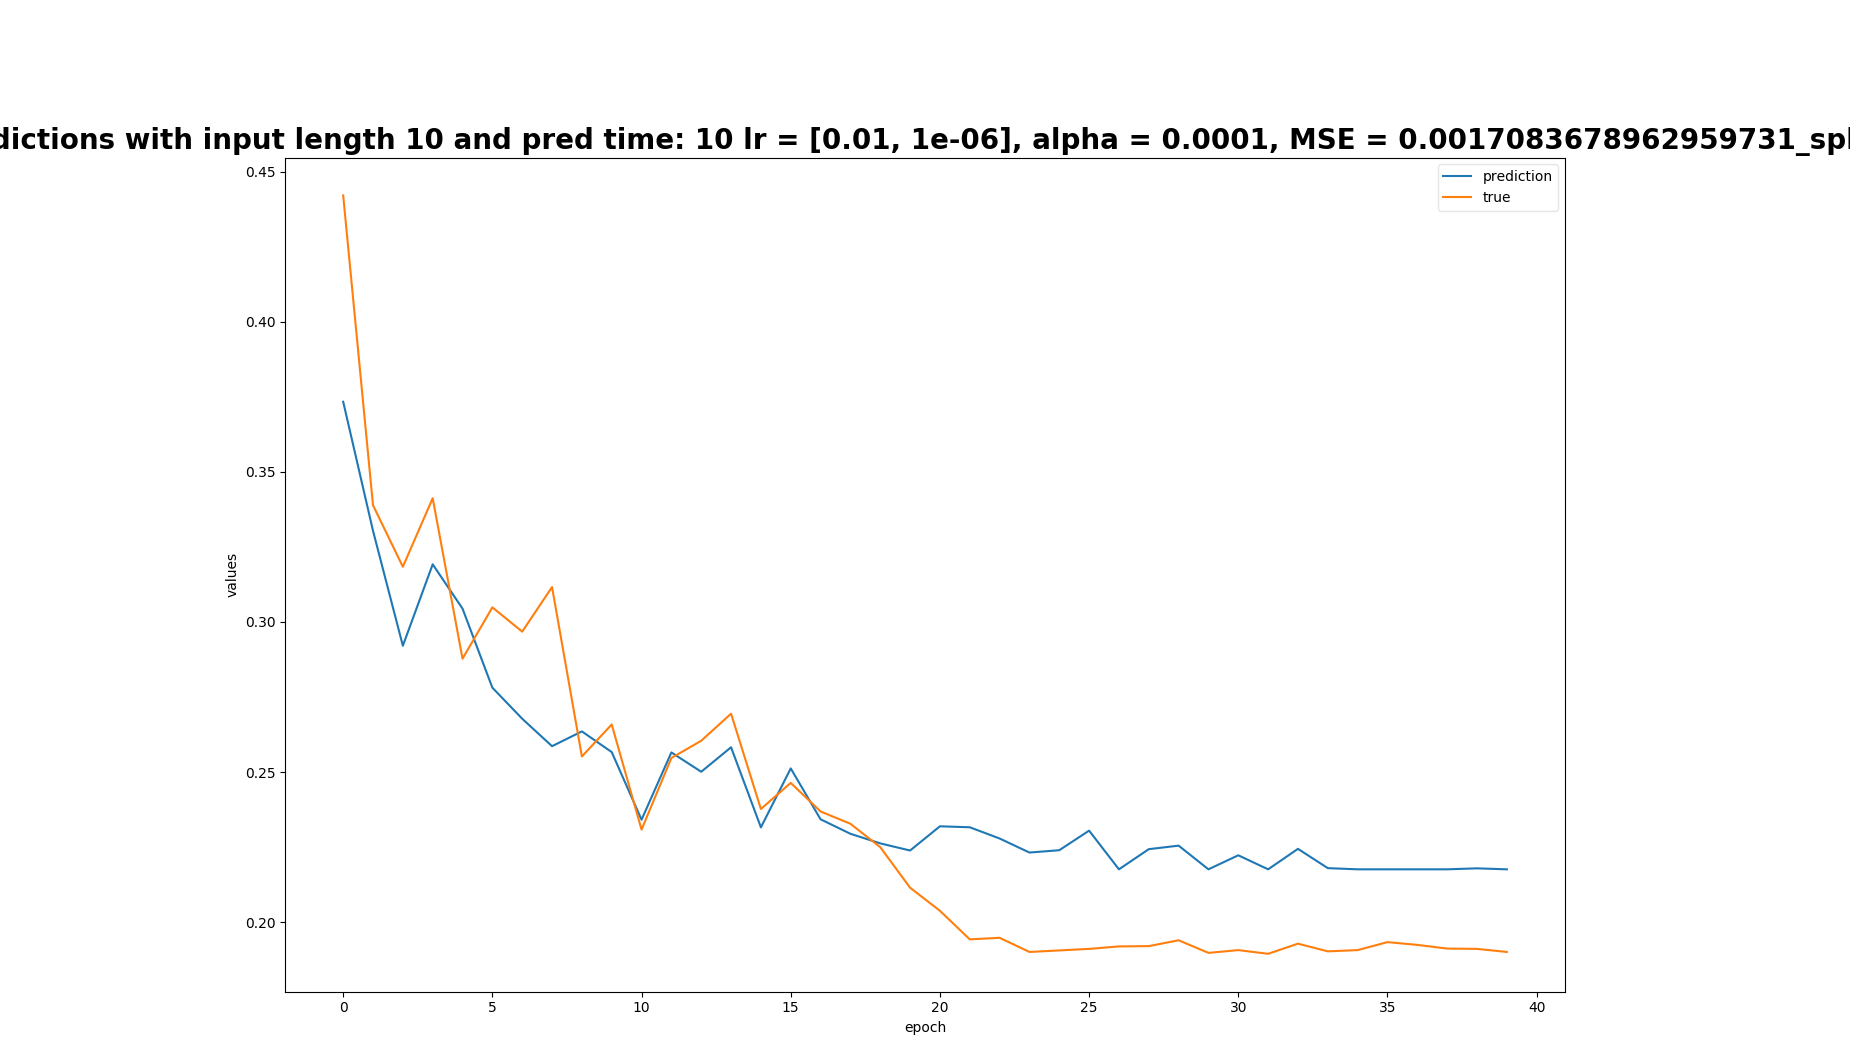 dictions with input length 10 and pred time: 10 lr = [0.01, 1e-06], alpha = 0.0001, MSE = 0.0017083678962959731_spl
prediction
true
0.45
0.40
0.35
0.30
0.25
0.20
values
0 5 10 15 20 25 30 35 40
epoch